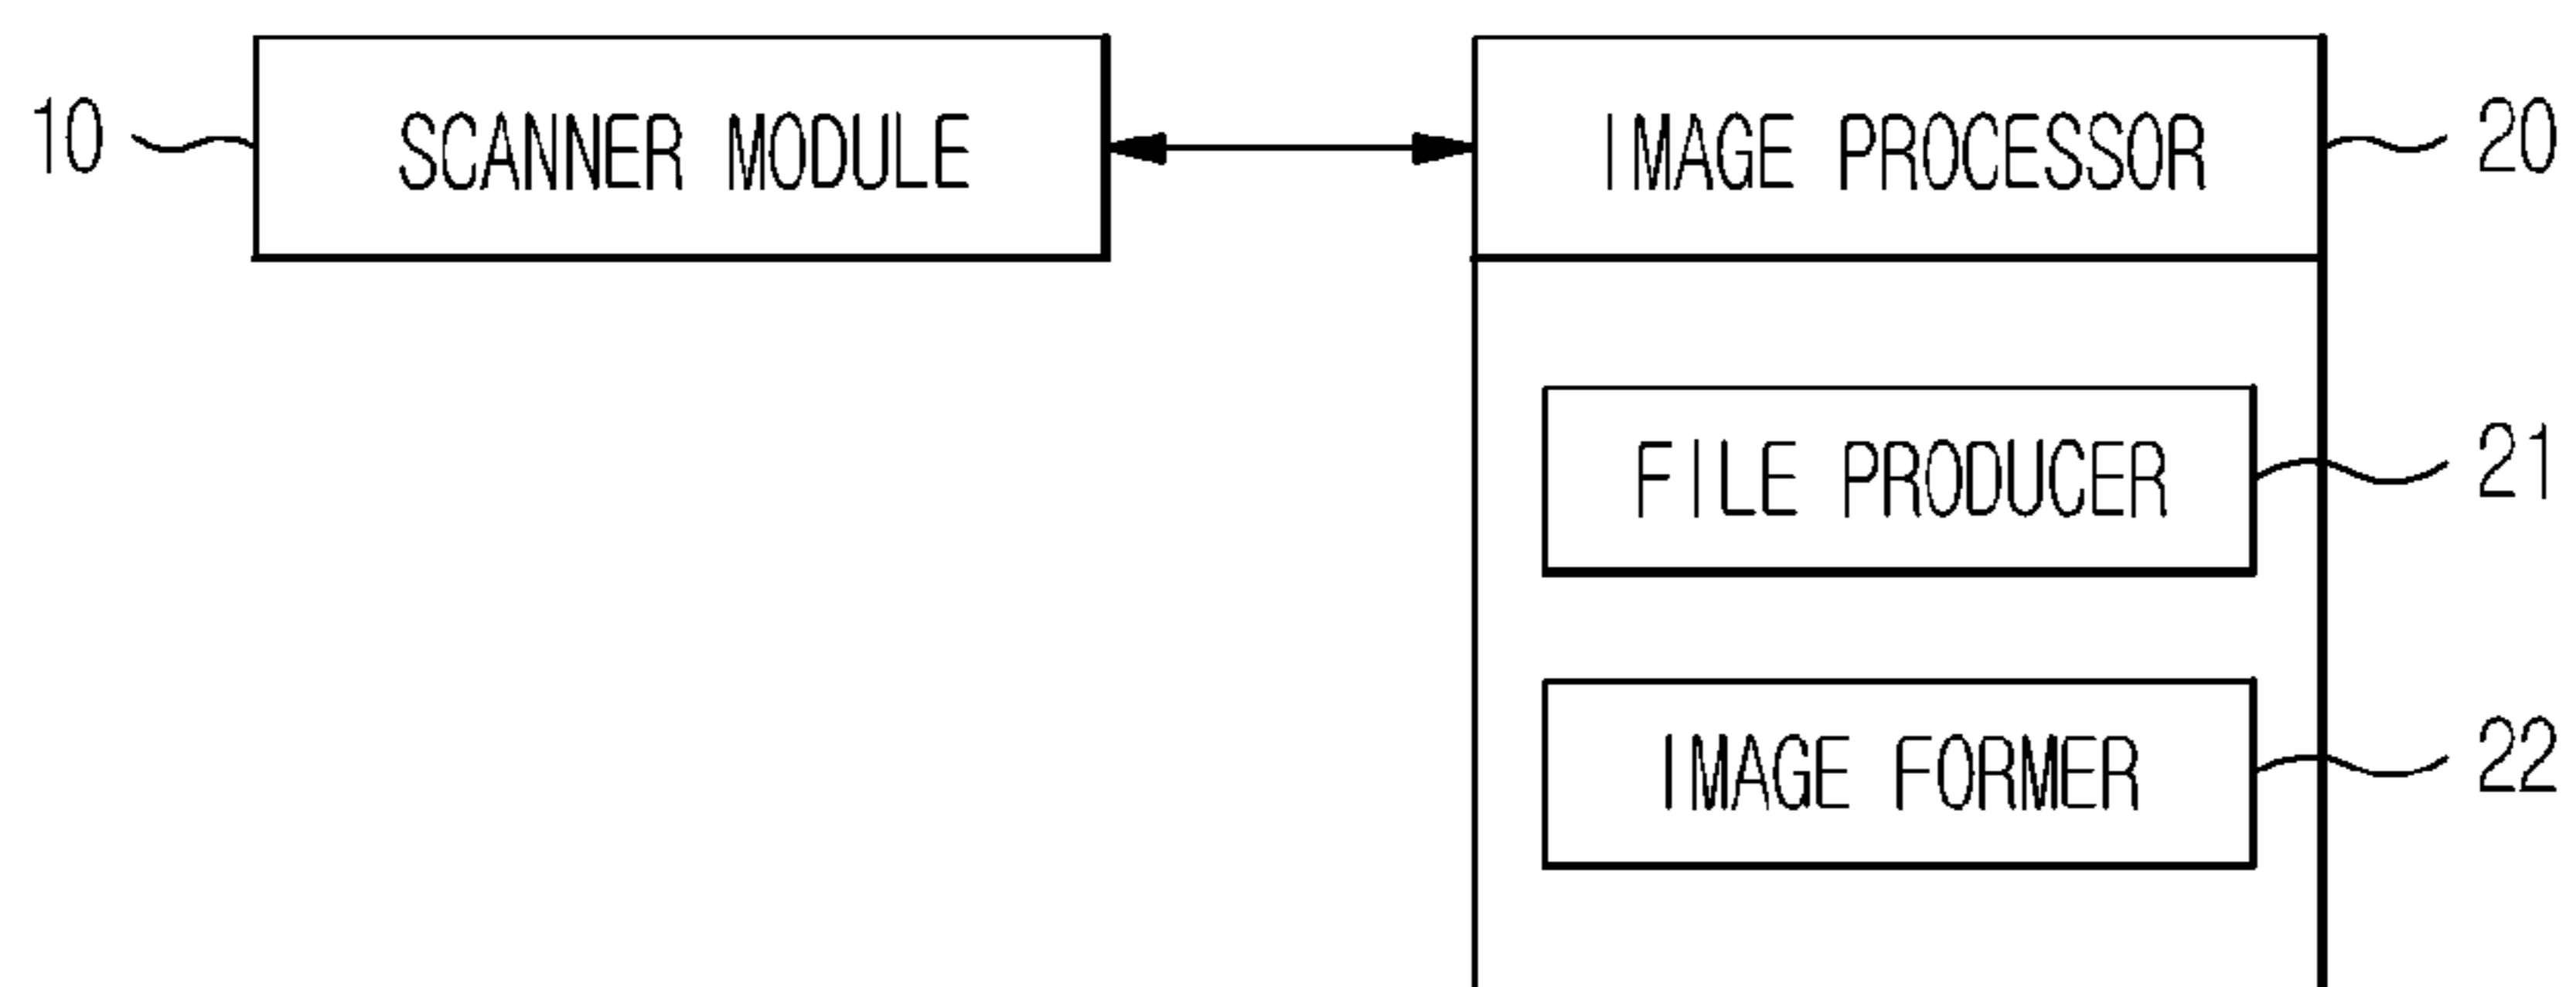 10 SCANNER MODULE IMAGE PROCESSOR 20
FILE PRODUCER 21
IMAGE FORMER 22